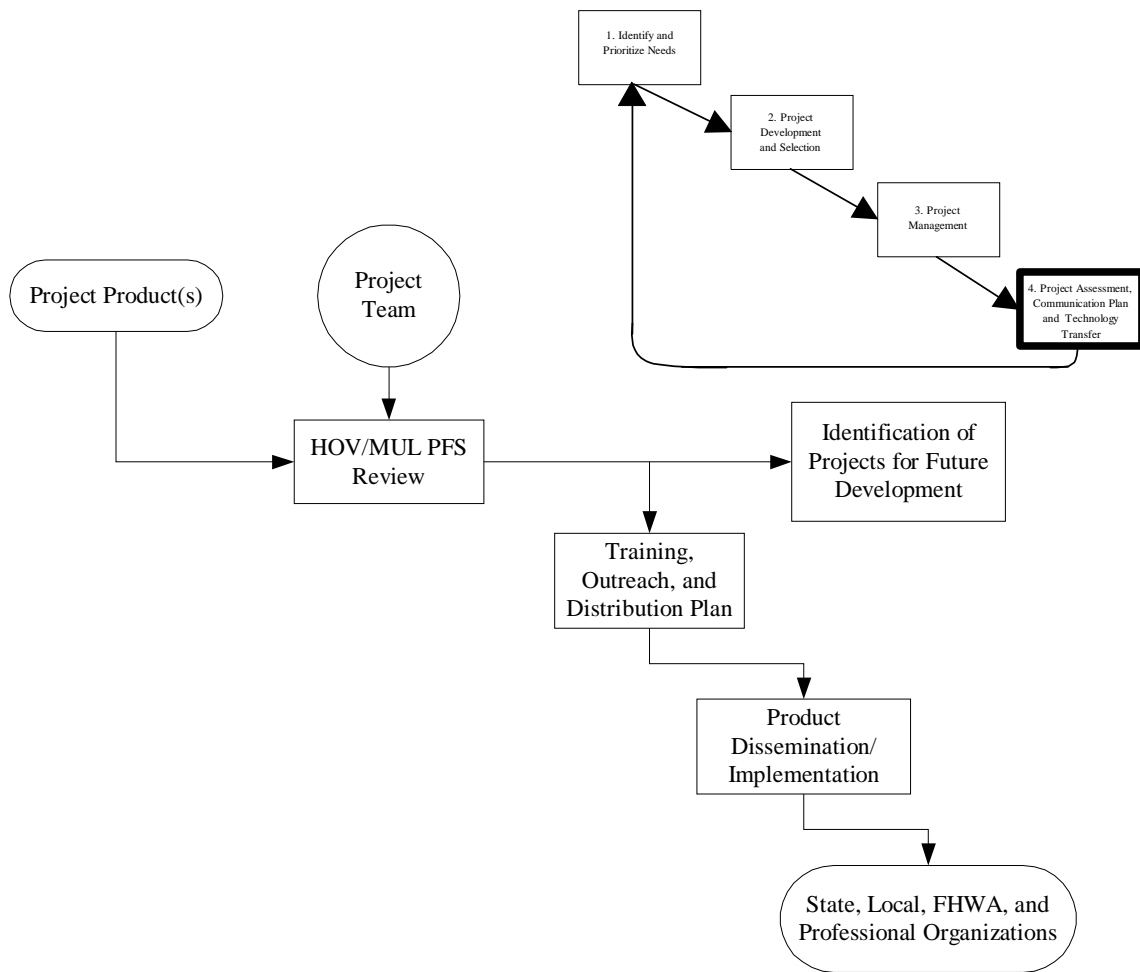 1. Identify and
Prioritize Needs
2. Project
Development
and Selection
3. Project
Management
4. Project Assessment,
Communication Plan
and Technology
Transfer
Project Product(s)
Project
Team
HOV/MUL PFS
Review
Identification of
Projects for Future
Development
Training,
Outreach, and
Distribution Plan
Product
Dissemination/
Implementation
State, Local, FHWA, and
Professional Organizations